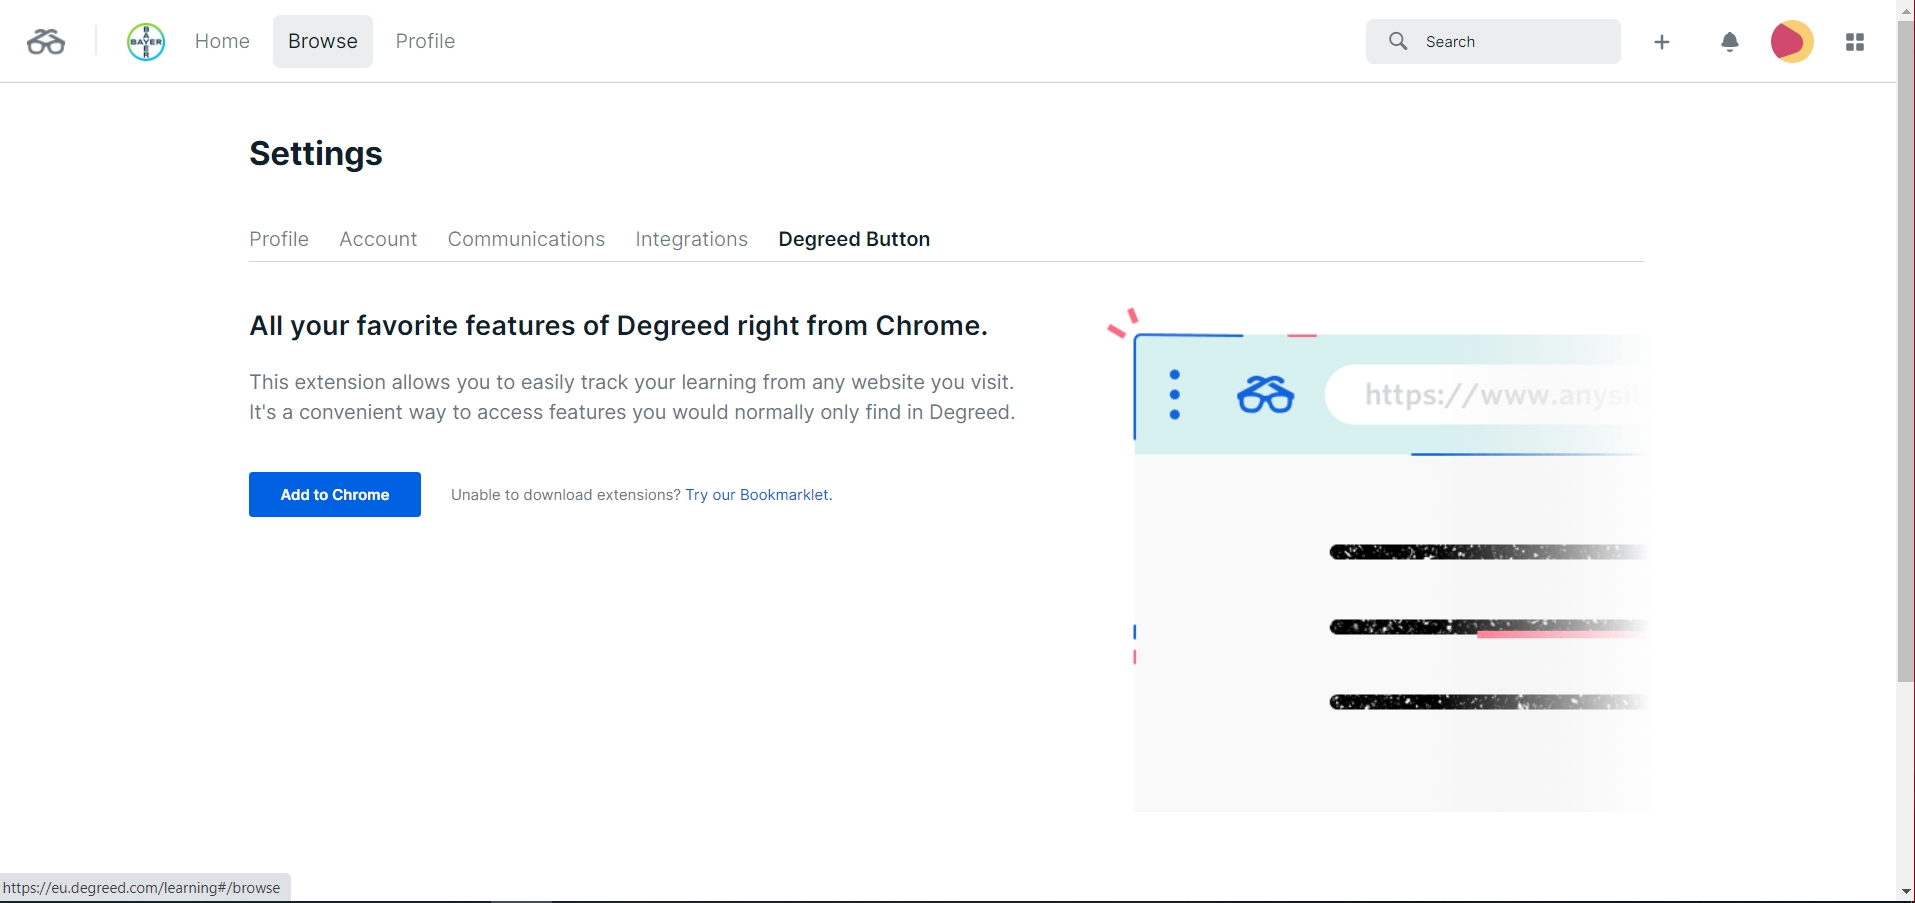 BAYER
Home
Browse
Profile
Search
Settings
Profile
Account
Communications
Integrations
Degreed Button
All your favorite features of Degreed right from Chrome.
This extension allows you to easily track your learning from any website you visit.
It's a convenient way to access features you would normally only find in Degreed.
Add to Chrome
Unable to download extensions? Try our Bookmarklet.
https://www.anysi
https://eu.degreed.com/learning#/browse